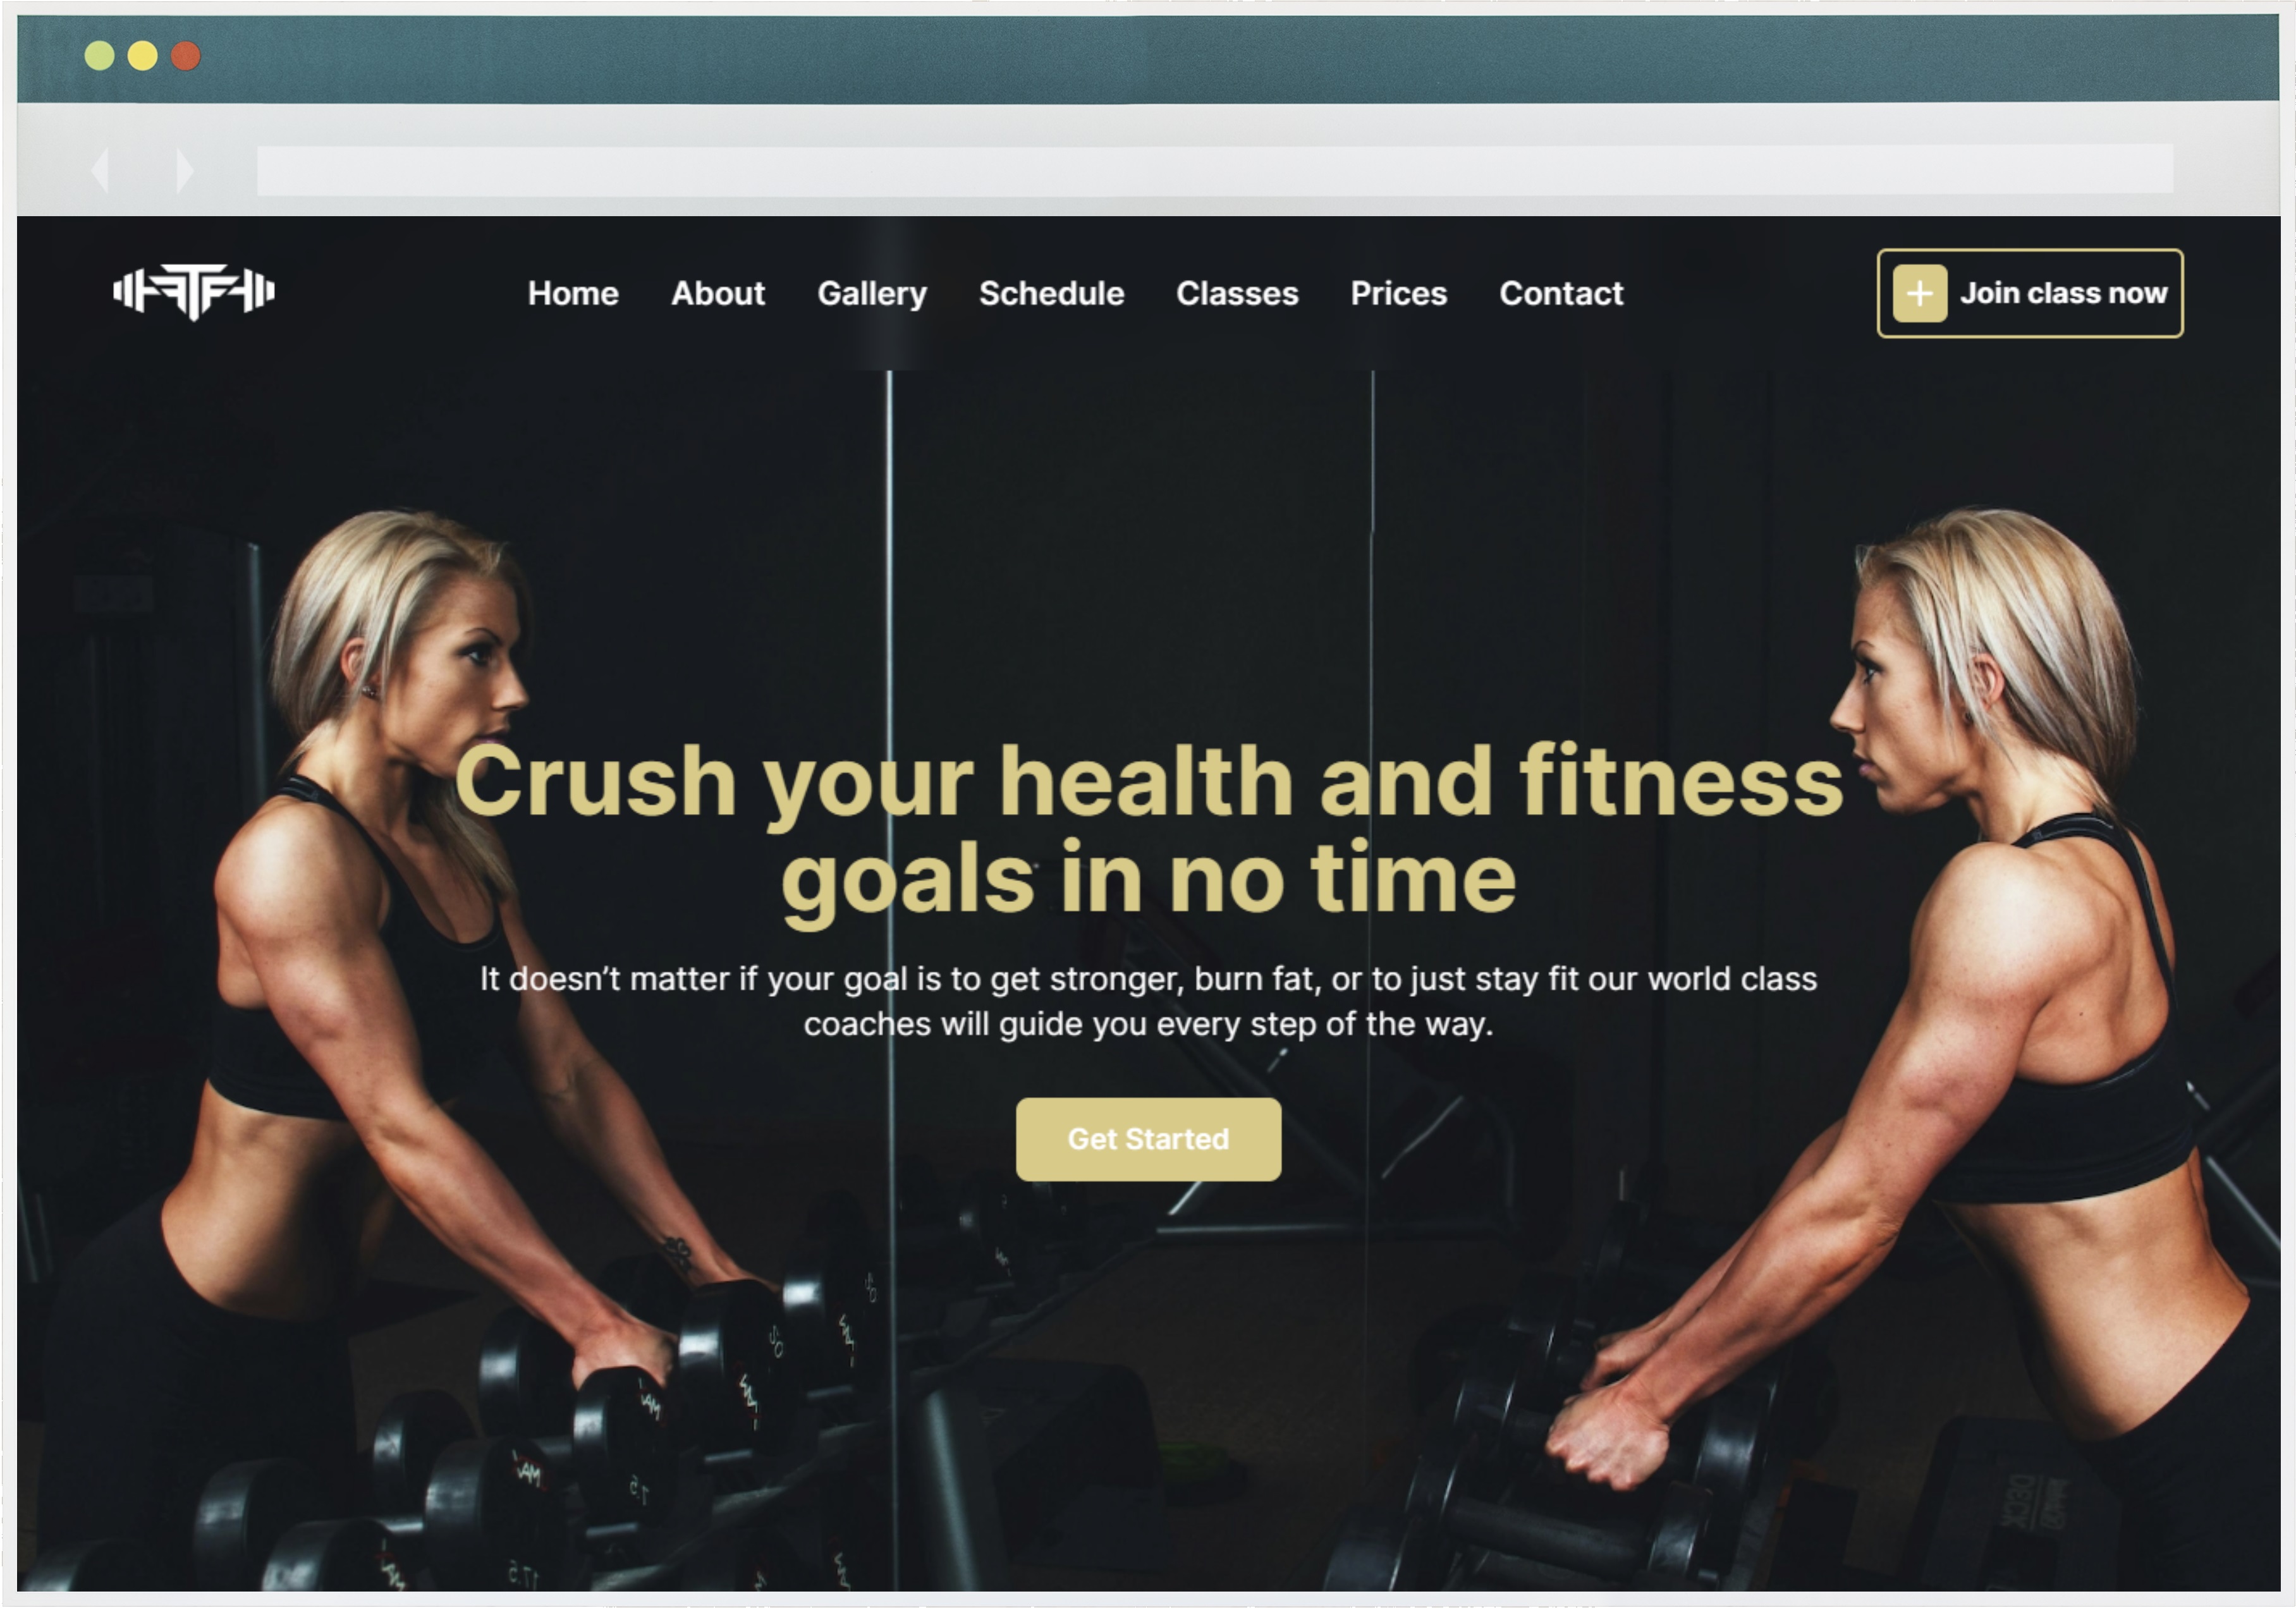 Home About Gallery Schedule Classes Prices Contact
Join class now
Crush your health and fitness
goals in no time
It doesn’t matter if your goal is to get stronger, burn fat, or to just stay fit our world class
coaches will guide you every step of the way.
Get Started
17.5